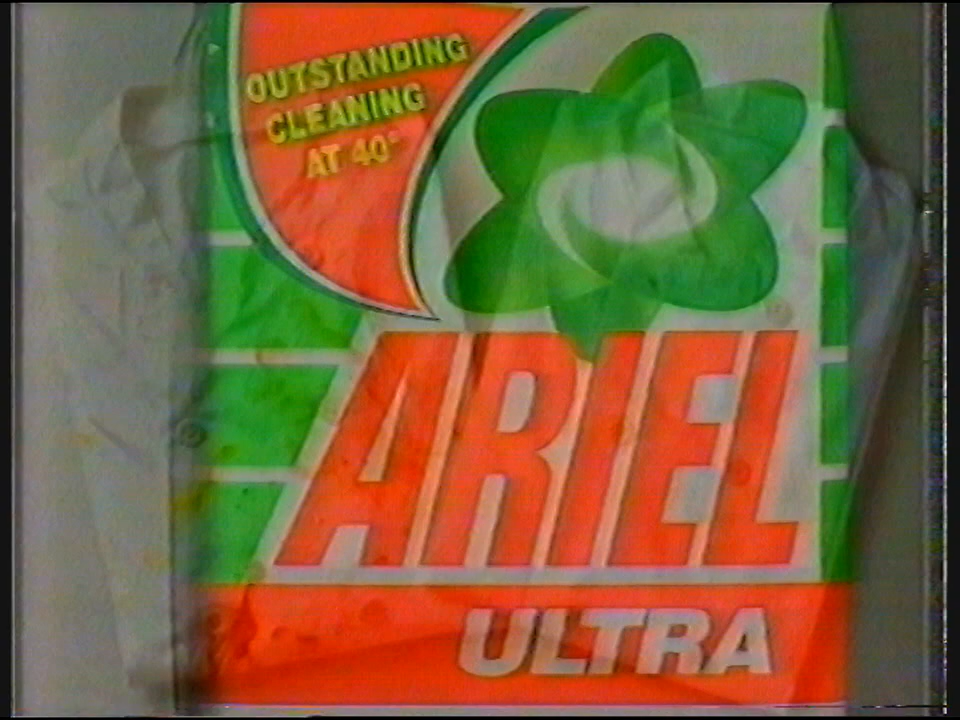 OUTSTANDING
CLEANING
AT 40°
ARIEL
ULTRA